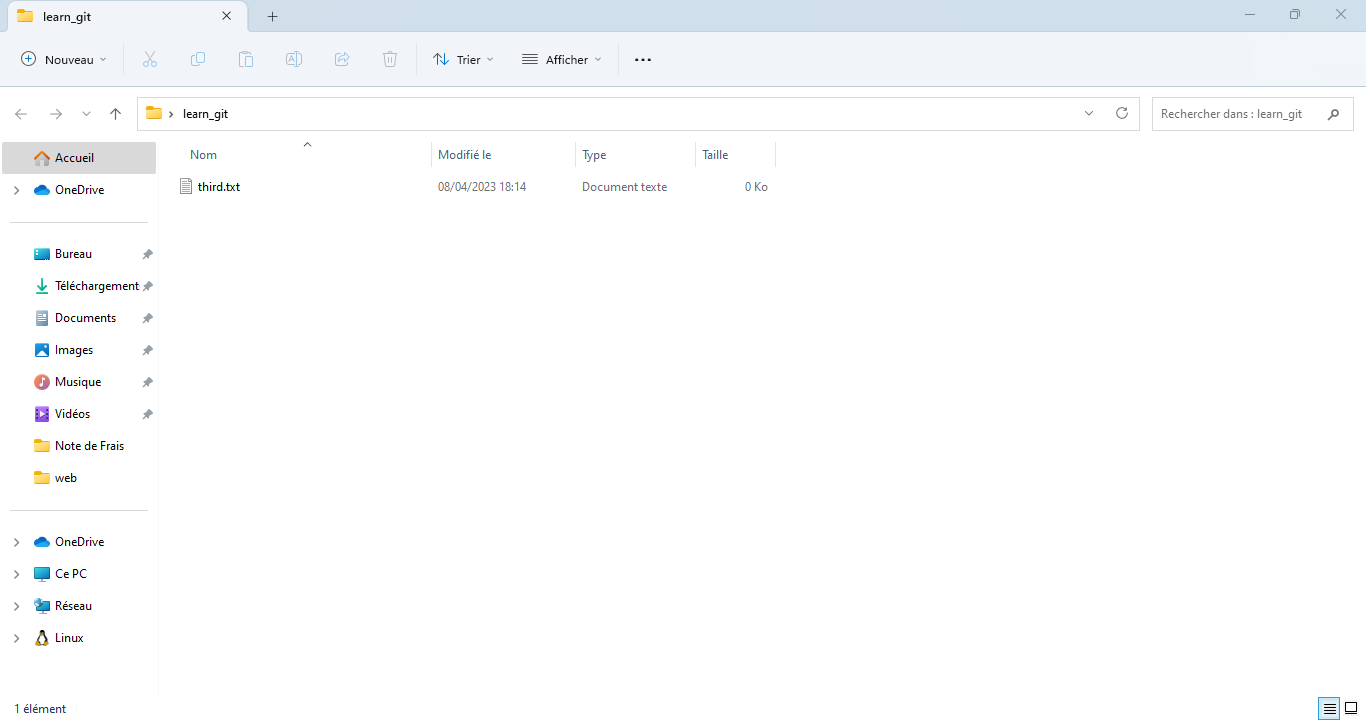 learn_git
Nouveau
Trier
Afficher
learn_git
Rechercher dans : learn_git
Nom Modifié le Type Taille
third.txt 08/04/2023 18:14 Document texte 0 Ko
Accueil
OneDrive
Bureau
Téléchargement
Documents
Images
Musique
Vidéos
Note de Frais
web
OneDrive
Ce PC
Réseau
Linux
1 élément